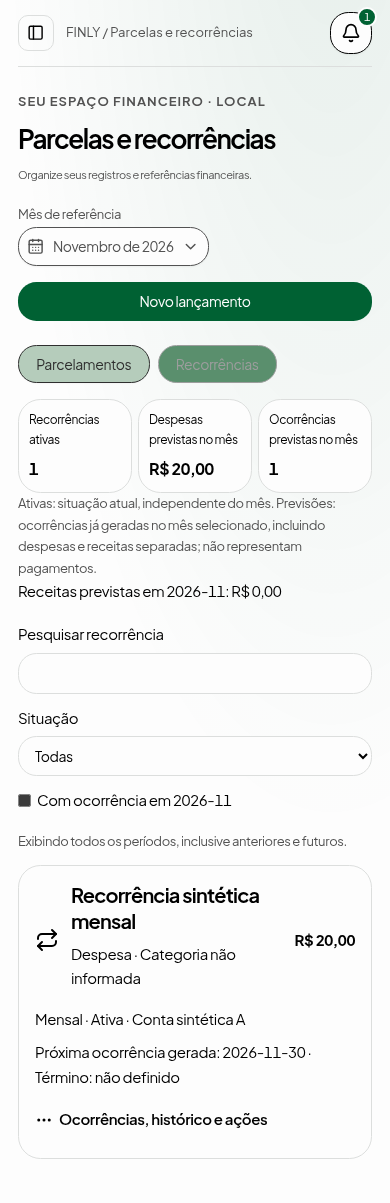 FINLY / Parcelas e recorrências
1
SEU ESPAÇO FINANCEIRO · LOCAL
Parcelas e recorrências
Organize seus registros e referências financeiras.
Mês de referência
Novembro de 2026
Novo lançamento
Parcelamentos
Recorrências
Recorrências
ativas
1
Despesas
previstas no mês
R$ 20,00
Ocorrências
previstas no mês
1
Ativas: situação atual, independente do mês. Previsões:
ocorrências já geradas no mês selecionado, incluindo
despesas e receitas separadas; não representam
pagamentos.
Receitas previstas em 2026-11: R$ 0,00
Pesquisar recorrência
Situação
Todas
Com ocorrência em 2026-11
Exibindo todos os períodos, inclusive anteriores e futuros.
Recorrência sintética
mensal
Despesa · Categoria não
informada
R$ 20,00
Mensal · Ativa · Conta sintética A
Próxima ocorrência gerada: 2026-11-30 ·
Término: não definido
Ocorrências, histórico e ações